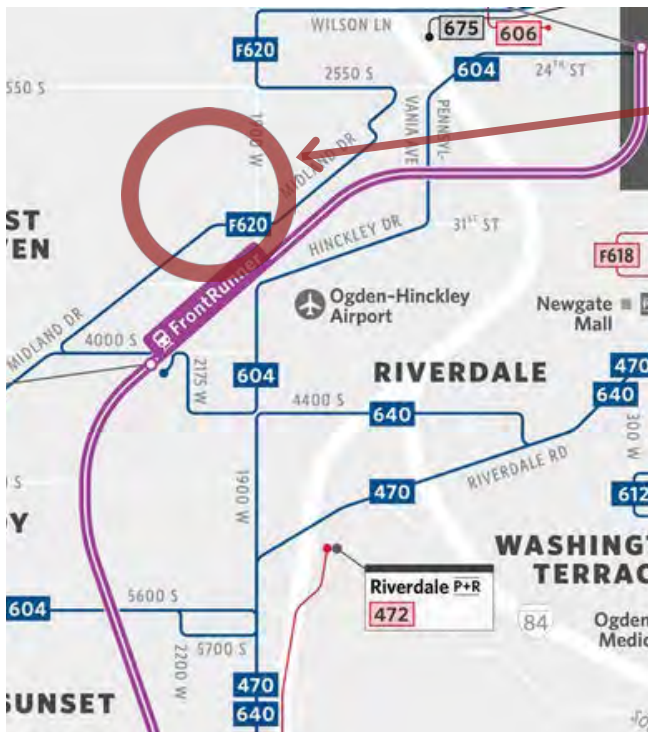 WILSON LN
675
606
F620
2550 S
604
24TH ST
550 S
1900 W
PENNSYL-
VANIA AVE
MIDLAND DR
ST
EN
F620
HINCKLEY DR
31ST ST
F618
FrontRunner
Ogden-Hinckley
Airport
Newgate
Mall
MIDLAND DR
4000 S
2175 W
604
RIVERDALE
470
640
4400 S
640
300 W
RIVERDALE RD
470
612
S
1900 W
Y
WASHING
TERRAC
Riverdale P+R
472
604
5600 S
84
Ogden
Medic
5700 S
2200 W
470
640
SUNSET